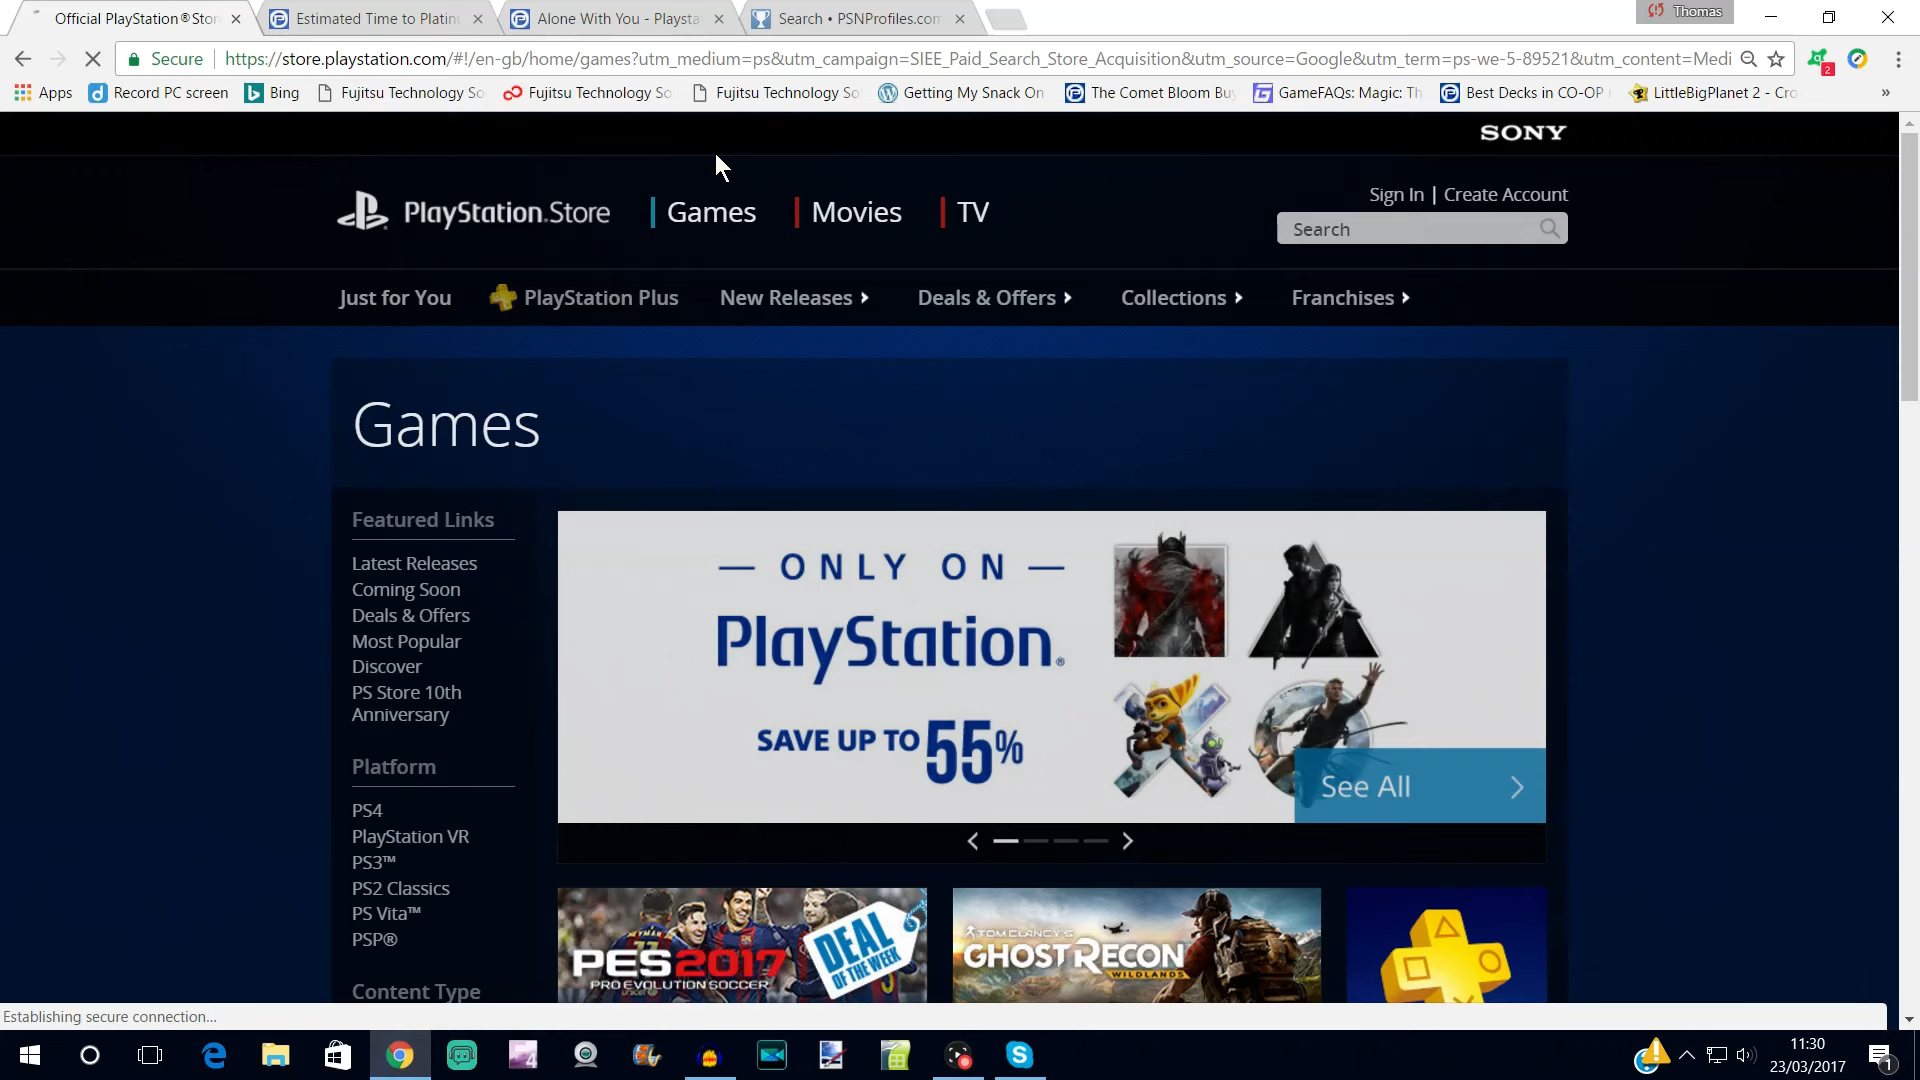 Official PlayStation®Stor
Estimated Time to Platinu
Alone With You - Playsta
Search • PSNProfiles.com
Thomas
Secure
https://store.playstation.com/#!/en-gb/home/games?utm_medium=ps&utm_campaign=SIEE_Paid_Search_Store_Acquisition&utm_source=Google&utm_term=ps-we-5-89521&utm_content=Medi
2
Apps
Record PC screen
Bing
Fujitsu Technology So
Fujitsu Technology So
Fujitsu Technology So
Getting My Snack On
The Comet Bloom Bu
GameFAQs: Magic: Th
Best Decks in CO-OP
LittleBigPlanet 2 - Cro
»
SONY
PlayStation.Store
Games
Movies
TV
Sign In | Create Account
Search
Just for You
PlayStation Plus
New Releases
Deals & Offers
Collections
Franchises
Games
Featured Links
Latest Releases
Coming Soon
Deals & Offers
Most Popular
Discover
PS Store 10th
Anniversary
Platform
PS4
PlayStation VR
PS3™
PS2 Classics
PS Vita™
PSP®
Content Type
— ONLY ON —
PlayStation®
SAVE UP TO 55%
See All
PES 2017
PRO EVOLUTION SOCCER
DEAL
OF THE WEEK
TOM CLANCY'S
GHOST RECON
WILDLANDS
Establishing secure connection...
11:30
23/03/2017
1